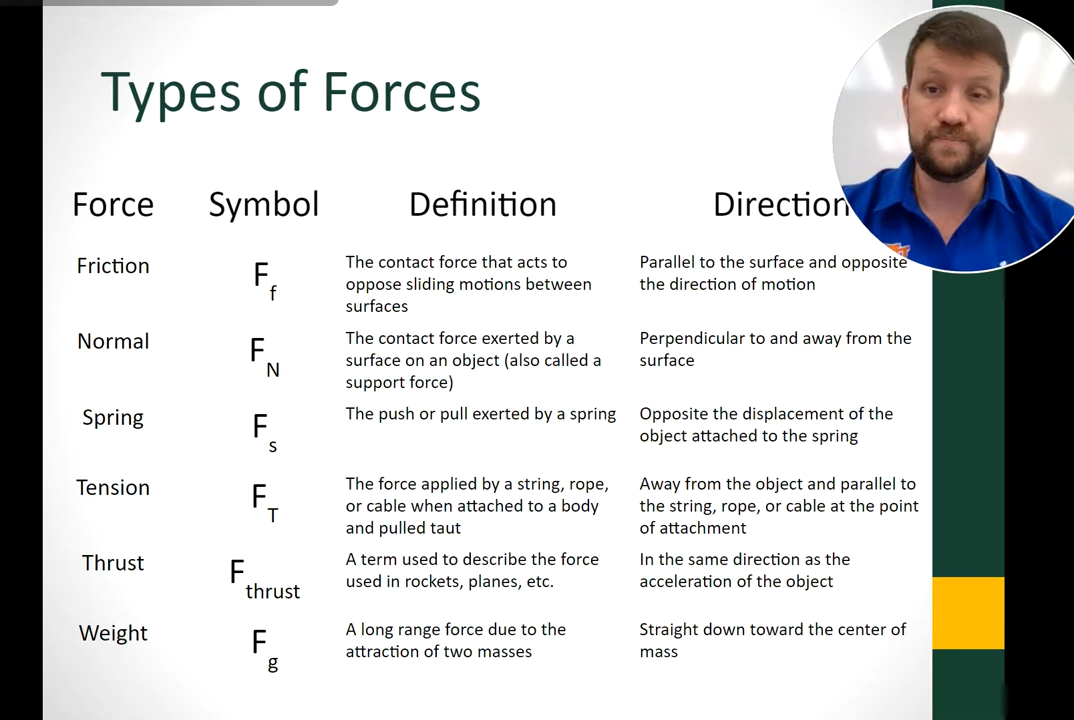 Types of Forces
Force Symbol Definition Direction
Friction
F
f
The contact force that acts to
oppose sliding motions between
surfaces
Parallel to the surface and opposite
the direction of motion
Normal
F
N
The contact force exerted by a
surface on an object (also called a
support force)
Perpendicular to and away from the
surface
Spring
F
s
The push or pull exerted by a spring
Opposite the displacement of the
object attached to the spring
Tension
F
T
The force applied by a string, rope,
or cable when attached to a body
and pulled taut
Away from the object and parallel to
the string, rope, or cable at the point
of attachment
Thrust
F
thrust
A term used to describe the force
used in rockets, planes, etc.
In the same direction as the
acceleration of the object
Weight
F
g
A long range force due to the
attraction of two masses
Straight down toward the center of
mass